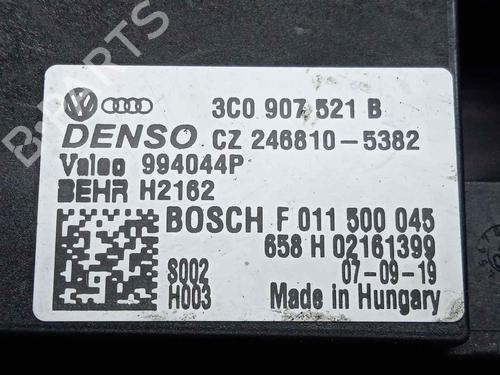 3C0 907 521 B
DENSO CZ 246810-5382
Valeo 994044P
BEHR H2162
BOSCH F 011 500 045
658 H 02161399
S002 07-09-19
H003 Made in Hungary